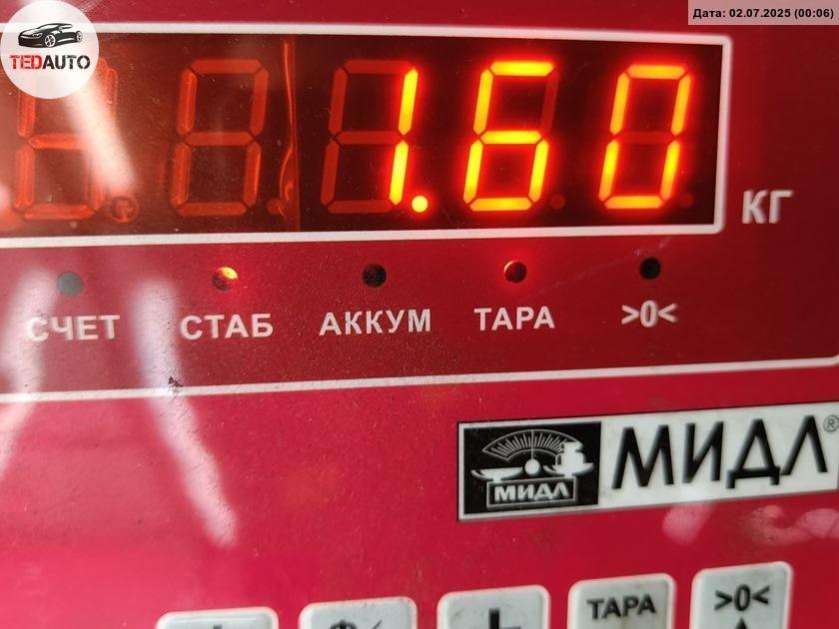 Дата: 02.07.2025 (00:06)
TEDAUTO
1.60
КГ
СЧЕТ СТАБ АККУМ ТАРА >0<
МИДЛ МИДЛ®
ТАРА >0<